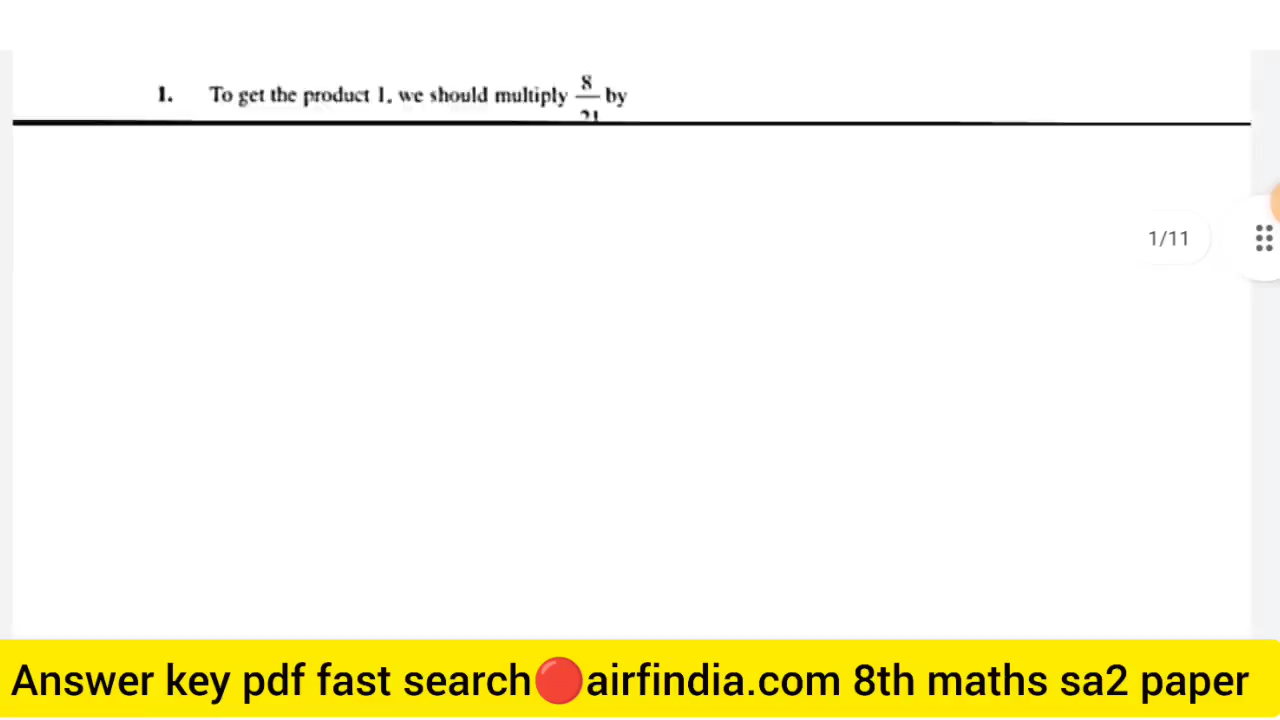 1. To get the product 1, we should multiply 8/21 by
1/11
Answer key pdf fast search🔴airfindia.com 8th maths sa2 paper